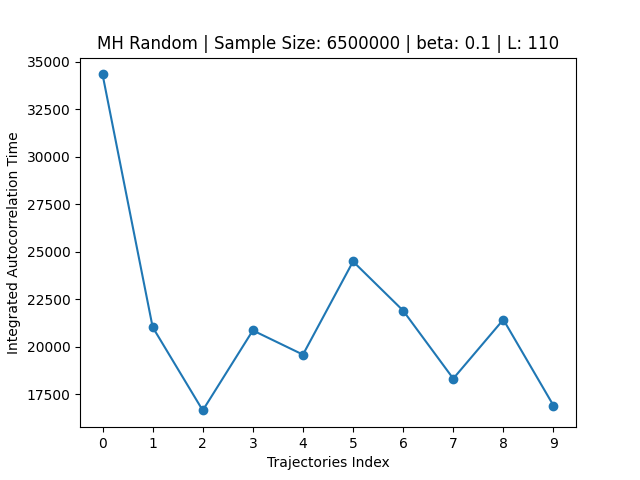 MH Random | Sample Size: 6500000 | beta: 0.1 | L: 110
Integrated Autocorrelation Time
35000
32500
30000
27500
25000
22500
20000
17500
0 1 2 3 4 5 6 7 8 9
Trajectories Index